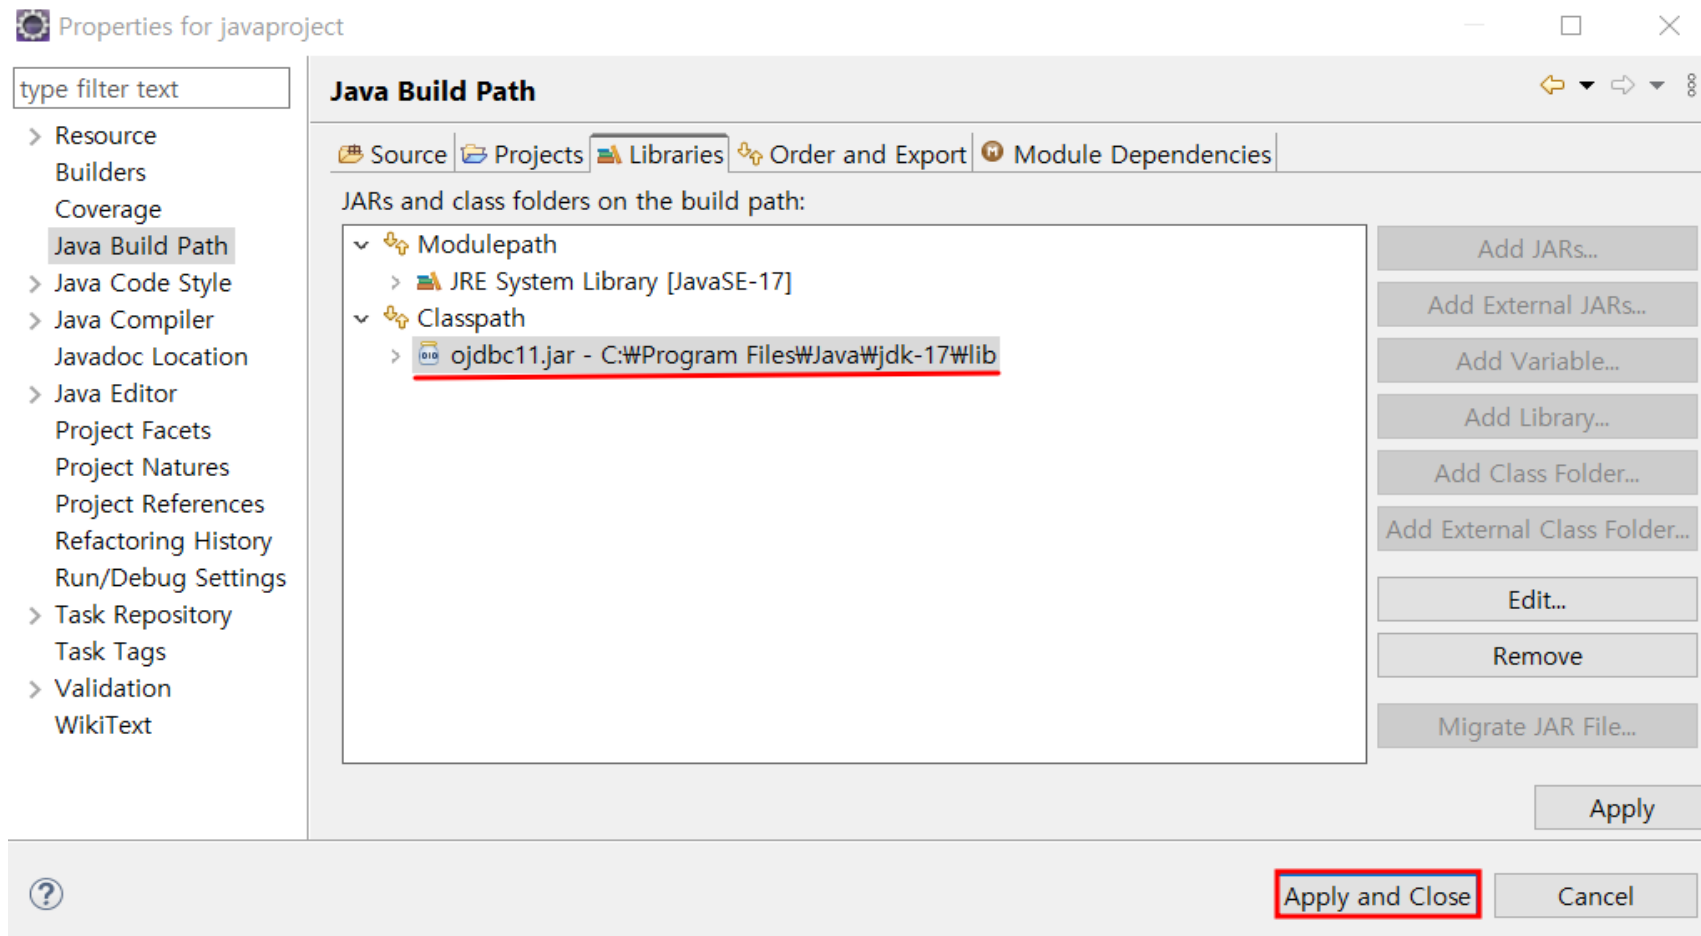 Properties for javaproject
type filter text
Resource
Builders
Coverage
Java Build Path
Java Code Style
Java Compiler
Javadoc Location
Java Editor
Project Facets
Project Natures
Project References
Refactoring History
Run/Debug Settings
Task Repository
Task Tags
Validation
WikiText
Java Build Path
Source Projects Libraries Order and Export Module Dependencies
JARs and class folders on the build path:
Modulepath
JRE System Library [JavaSE-17]
Classpath
ojdbc11.jar - C:₩Program Files₩Java₩jdk-17₩lib
Add JARs...
Add External JARs...
Add Variable...
Add Library...
Add Class Folder...
Add External Class Folder...
Edit...
Remove
Migrate JAR File...
Apply
Apply and Close Cancel